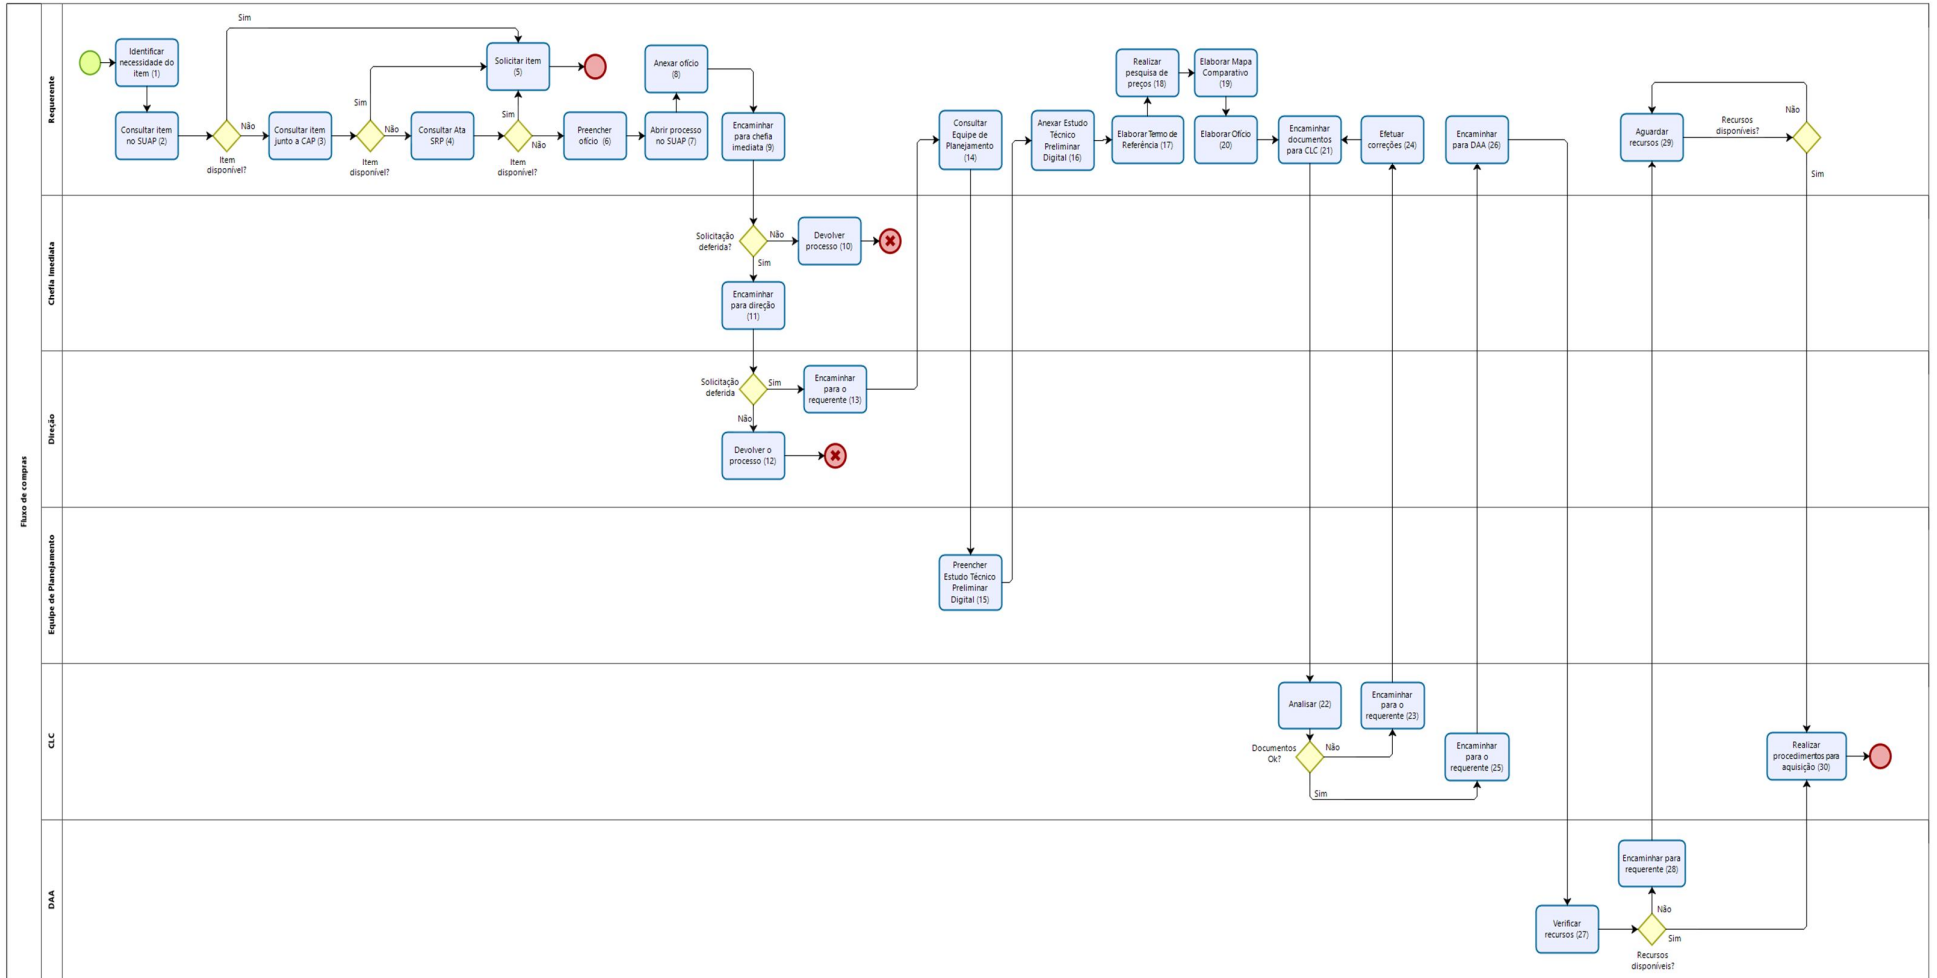 Fluxo de compras
Requerente
Identificar
necessidade do
item (1)
Consultar item
no SUAP (2)
Sim
Não
Item
disponível?
Consultar item
junto a CAP (3)
Sim
Não
Item
disponível?
Consultar Ata
SRP (4)
Solicitar item
(5)
Sim
Não
Item
disponível?
Preencher
ofício (6)
Abrir processo
no SUAP (7)
Anexar ofício
(8)
Encaminhar
para chefia
imediata (9)
Consultar
Equipe de
Planejamento
(14)
Anexar Estudo
Técnico
Preliminar
Digital (16)
Elaborar Termo de
Referência (17)
Realizar
pesquisa de
preços (18)
Elaborar Mapa
Comparativo
(19)
Elaborar Ofício
(20)
Encaminhar
documentos
para CLC (21)
Efetuar
correções (24)
Encaminhar
para DAA (26)
Aguardar
recursos (29)
Recursos
disponíveis?
Não
Sim
Chefia Imediata
Solicitação
deferida?
Não
Devolver
processo (10)
Sim
Encaminhar
para direção
(11)
Direção
Solicitação
deferida
Sim
Encaminhar
para o
requerente (13)
Não
Devolver o
processo (12)
Equipe de Planejamento
Preencher
Estudo Técnico
Preliminar
Digital (15)
CLC
Analisar (22)
Documentos
Ok?
Não
Sim
Encaminhar
para o
requerente (23)
Encaminhar
para o
requerente (25)
Realizar
procedimentos para
aquisição (30)
DAA
Verificar
recursos (27)
Encaminhar para
requerente (28)
Não
Sim
Recursos
disponíveis?